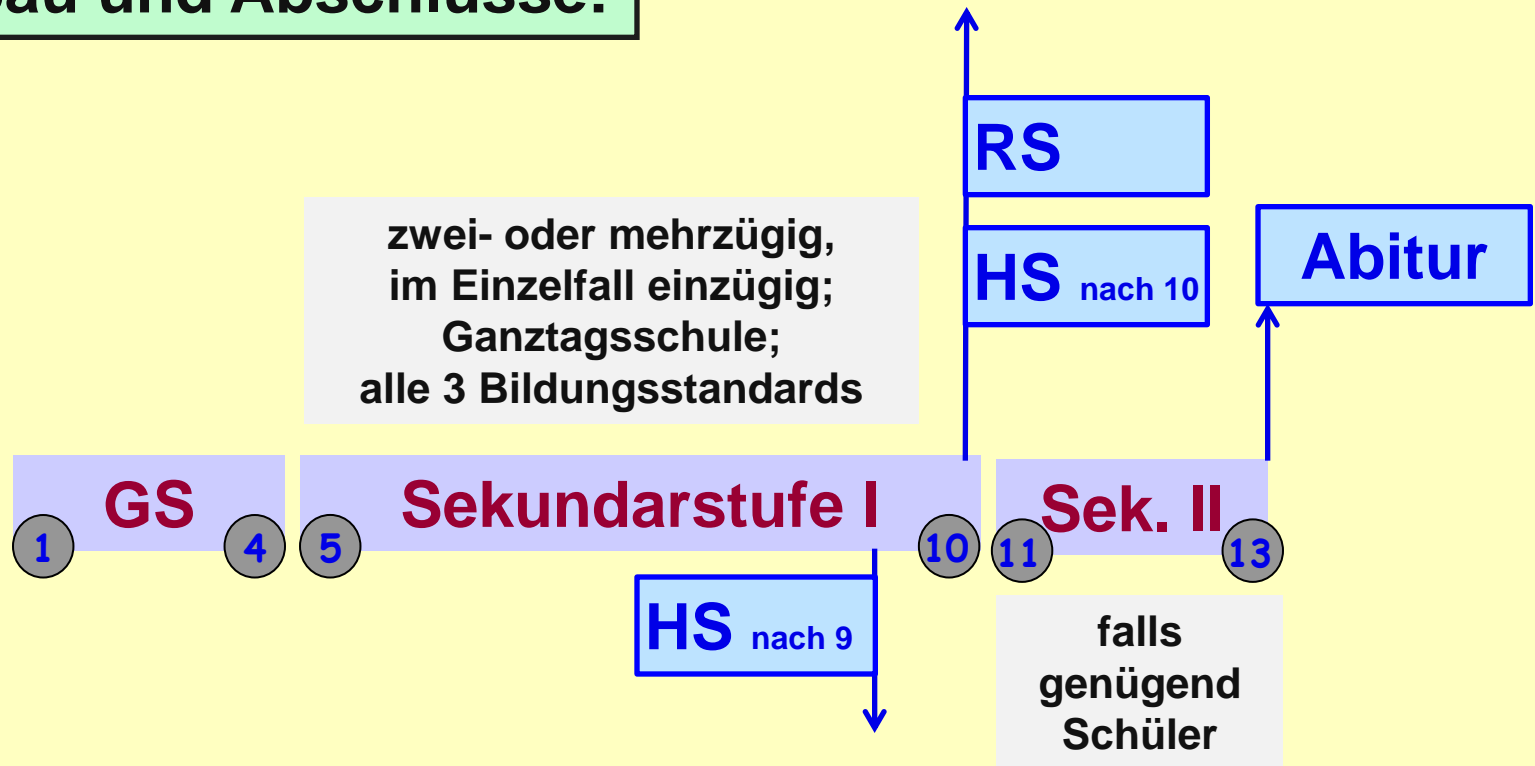 und Abschlüsse:
RS
zwei- oder mehrzügig,
im Einzelfall einzügig;
Ganztagsschule;
alle 3 Bildungsstandards
HS nach 10
Abitur
GS
Sekundarstufe I
Sek. II
1
4
5
10
11
13
HS nach 9
falls
genügend
Schüler